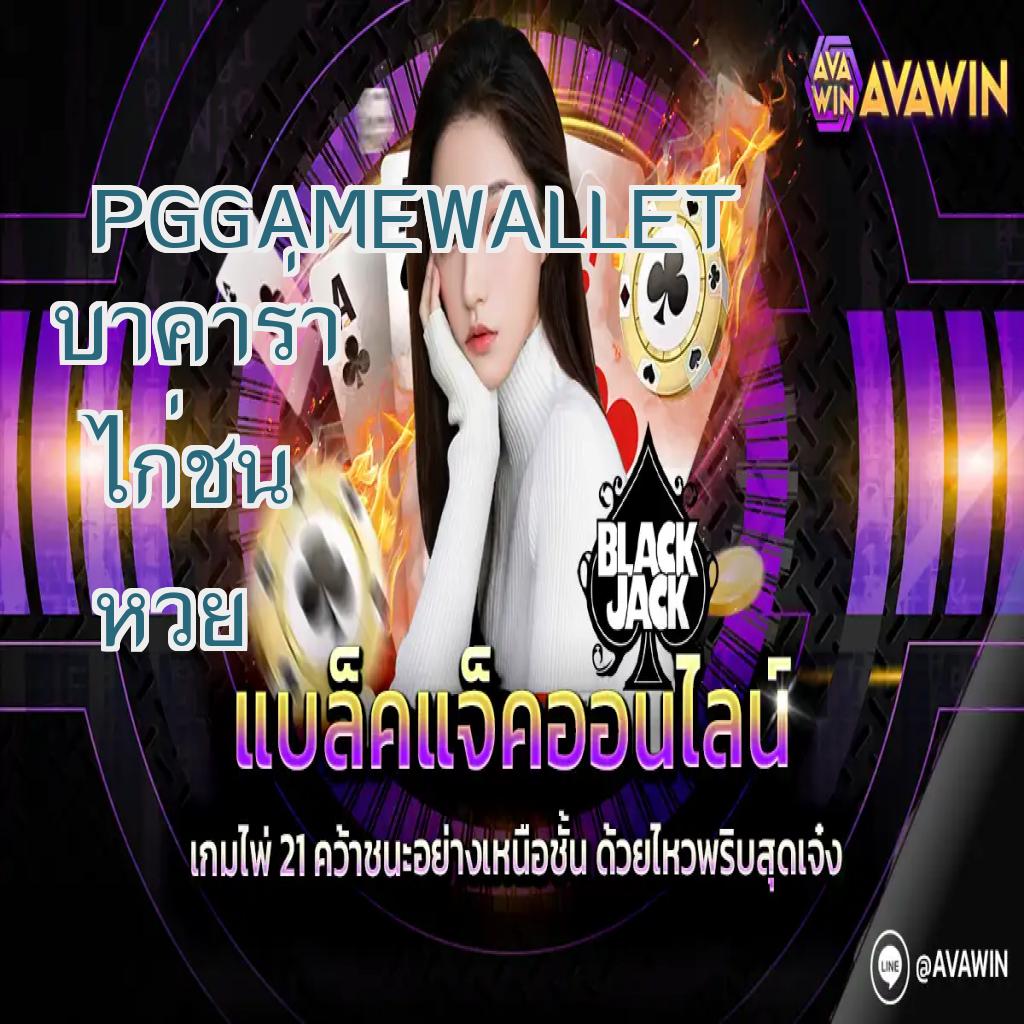 AVA
WIN
AVAWIN
PGGAMEWALLET
บาคาร่า
ไก่ชน
หวย
A
BLACK
JACK
แบล็คแจ็คออนไลน์
เกมไพ่ 21 คว้าชนะอย่างเหนือชั้น ด้วยไหวพริบสุดเจ๋ง
LINE
@AVAWIN